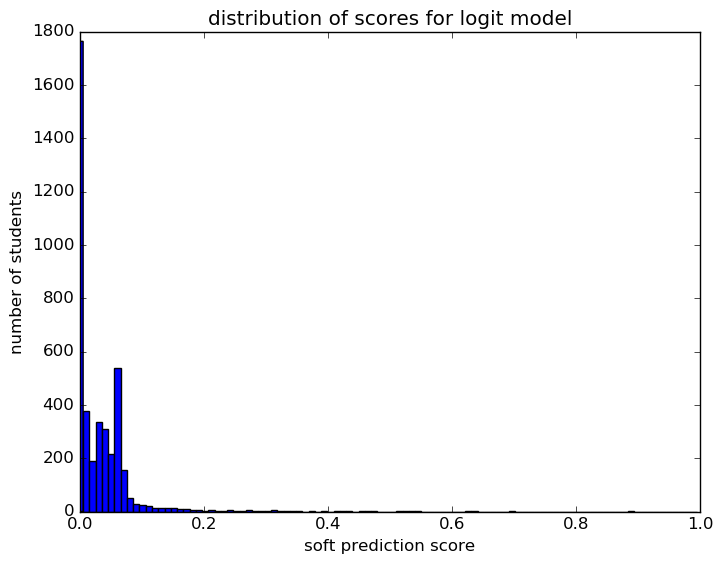 distribution of scores for logit model
1800
1600
1400
1200
1000
800
600
400
200
0
number of students
0.0 0.2 0.4 0.6 0.8 1.0
soft prediction score